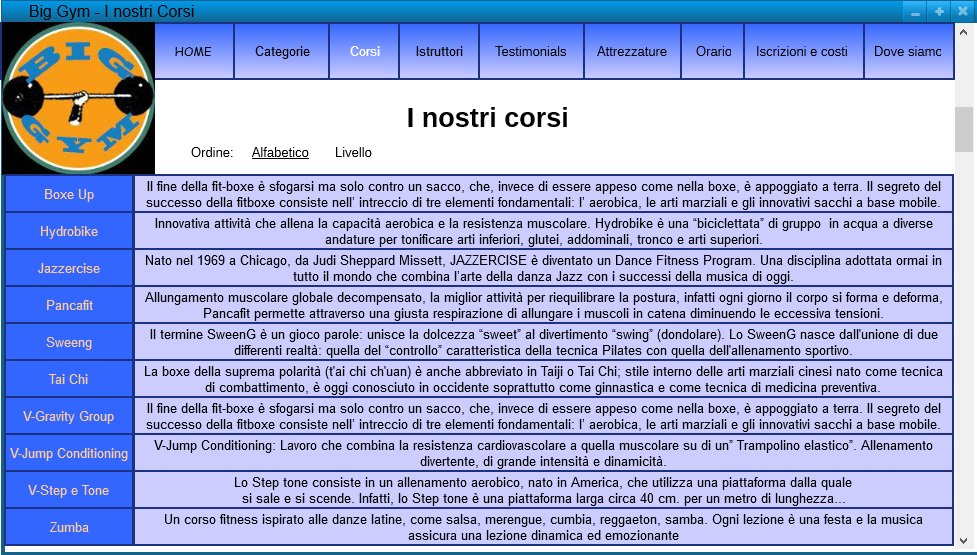 Big Gym - I nostri Corsi
BIG GYM
HOME
Categorie
Corsi
Istruttori
Testimonials
Attrezzature
Orario
Iscrizioni e costi
Dove siamo
I nostri corsi
Ordine: Alfabetico Livello
Boxe Up
Il fine della fit-boxe è sfogarsi ma solo contro un sacco, che, invece di essere appeso come nella boxe, è appoggiato a terra. Il segreto del
successo della fitboxe consiste nell' intreccio di tre elementi fondamentali: l' aerobica, le arti marziali e gli innovativi sacchi a base mobile.
Hydrobike
Innovativa attività che allena la capacità aerobica e la resistenza muscolare. Hydrobike è una “biciclettata” di gruppo in acqua a diverse
andature per tonificare arti inferiori, glutei, addominali, tronco e arti superiori.
Jazzercise
Nato nel 1969 a Chicago, da Judi Sheppard Missett, JAZZERCISE è diventato un Dance Fitness Program. Una disciplina adottata ormai in
tutto il mondo che combina l'arte della danza Jazz con i successi della musica di oggi.
Pancafit
Allungamento muscolare globale decompensato, la miglior attività per riequilibrare la postura, infatti ogni giorno il corpo si forma e deforma,
Pancafit permette attraverso una giusta respirazione di allungare i muscoli in catena diminuendo le eccessiva tensioni.
Sweeng
Il termine SweenG è un gioco parole: unisce la dolcezza “sweet” al divertimento “swing” (dondolare). Lo SweenG nasce dall'unione di due
differenti realtà: quella del “controllo” caratteristica della tecnica Pilates con quella dell'allenamento sportivo.
Tai Chi
La boxe della suprema polarità (t'ai chi ch'uan) è anche abbreviato in Taiji o Tai Chi; stile interno delle arti marziali cinesi nato come tecnica
di combattimento, è oggi conosciuto in occidente soprattutto come ginnastica e come tecnica di medicina preventiva.
V-Gravity Group
Il fine della fit-boxe è sfogarsi ma solo contro un sacco, che, invece di essere appeso come nella boxe, è appoggiato a terra. Il segreto del
successo della fitboxe consiste nell' intreccio di tre elementi fondamentali: l' aerobica, le arti marziali e gli innovativi sacchi a base mobile.
V-Jump Conditioning
V-Jump Conditioning: Lavoro che combina la resistenza cardiovascolare a quella muscolare su di un” Trampolino elastico”. Allenamento
divertente, di grande intensità e dinamicità.
V-Step e Tone
Lo Step tone consiste in un allenamento aerobico, nato in America, che utilizza una piattaforma dalla quale
si sale e si scende. Infatti, lo Step tone è una piattaforma larga circa 40 cm. per un metro di lunghezza...
Zumba
Un corso fitness ispirato alle danze latine, come salsa, merengue, cumbia, reggaeton, samba. Ogni lezione è una festa e la musica
assicura una lezione dinamica ed emozionante